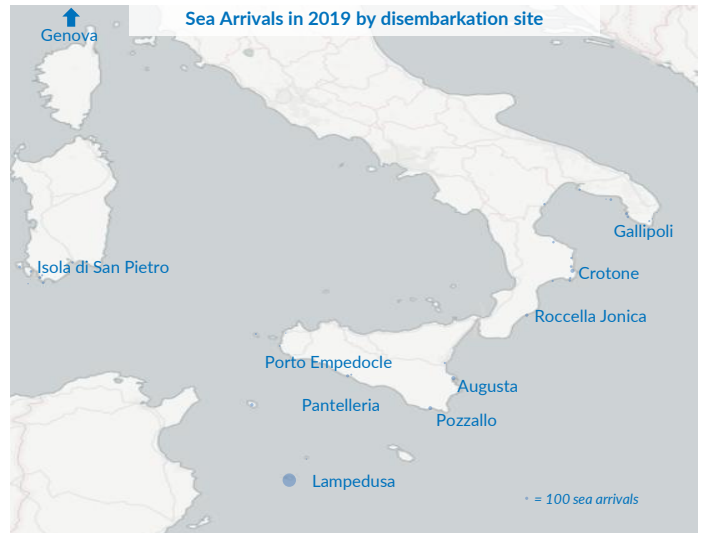 Sea Arrivals in 2019 by disembarkation site
Genova
Gallipoli
Isola di San Pietro
Crotone
Roccella Jonica
Porto Empedocle
Augusta
Pantelleria
Pozzallo
Lampedusa
= 100 sea arrivals